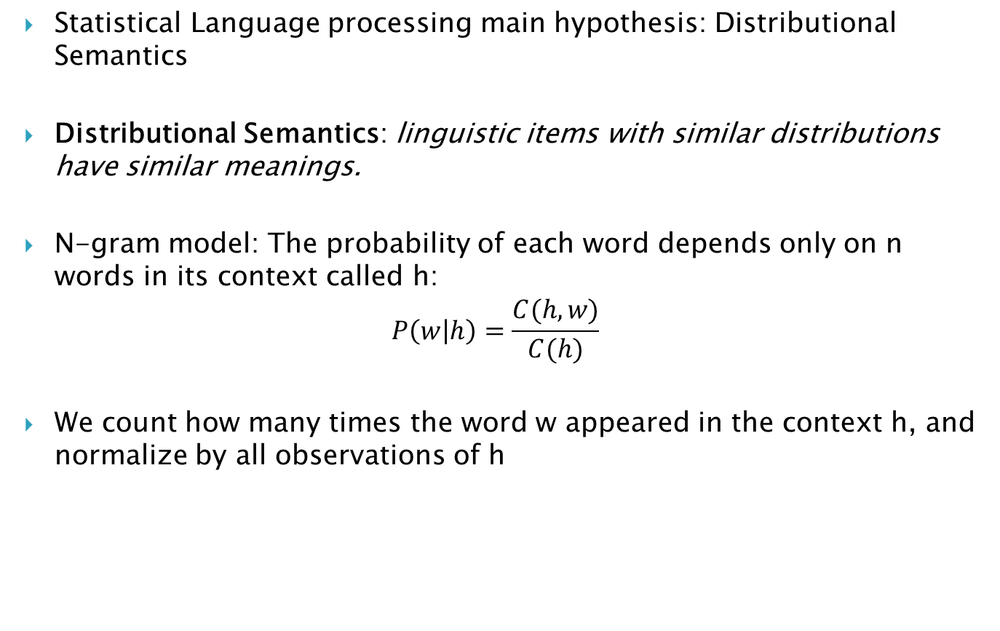 Statistical Language processing main hypothesis: Distributional
Semantics
Distributional Semantics: linguistic items with similar distributions
have similar meanings.
N-gram model: The probability of each word depends only on n
words in its context called h:
P(w|h) = C(h, w) / C(h)
We count how many times the word w appeared in the context h, and
normalize by all observations of h